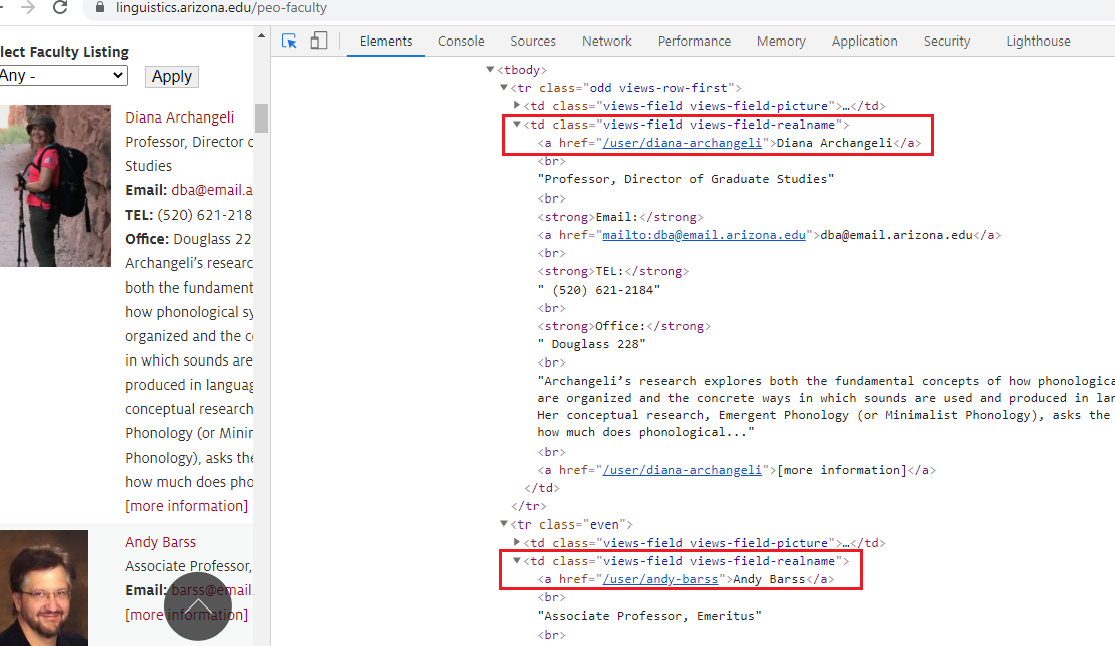 linguistics.arizona.edu/peo-faculty
lect Faculty Listing
Any -
Apply
Diana Archangeli
Professor, Director o
Studies
Email: dba@email.a
TEL: (520) 621-218
Office: Douglass 22
Archangeli's researc
both the fundament
how phonological sy
organized and the co
in which sounds are
produced in languag
conceptual research
Phonology (or Minir
Phonology), asks the
how much does pho
[more information]
Andy Barss
Associate Professor,
Email: barss@email.
[more information]
Elements Console Sources Network Performance Memory Application Security Lighthouse
<tbody>
<tr class="odd views-row-first">
<td class="views-field views-field-picture">…</td>
<td class="views-field views-field-realname">
<a href="/user/diana-archangeli">Diana Archangeli</a>
<br>
"Professor, Director of Graduate Studies"
<br>
<strong>Email:</strong>
<a href="mailto:dba@email.arizona.edu">dba@email.arizona.edu</a>
<br>
<strong>TEL:</strong>
" (520) 621-2184"
<br>
<strong>Office:</strong>
" Douglass 228"
<br>
"Archangeli’s research explores both the fundamental concepts of how phonologica
are organized and the concrete ways in which sounds are used and produced in lan
Her conceptual research, Emergent Phonology (or Minimalist Phonology), asks the
how much does phonological..."
<br>
<a href="/user/diana-archangeli">[more information]</a>
</td>
</tr>
<tr class="even">
<td class="views-field views-field-picture">…</td>
<td class="views-field views-field-realname">
<a href="/user/andy-barss">Andy Barss</a>
<br>
"Associate Professor, Emeritus"
<br>